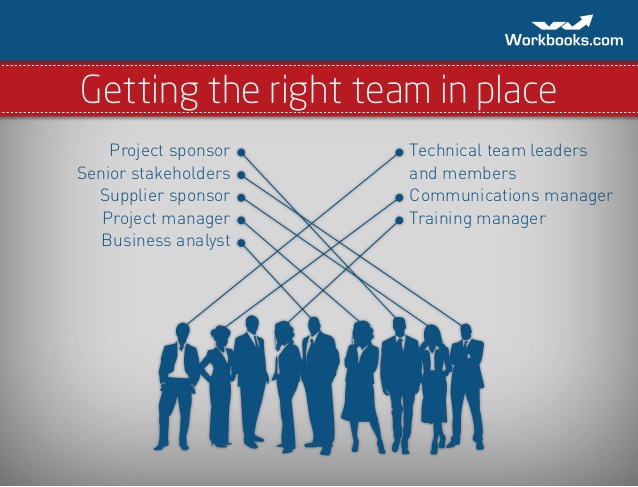 Workbooks.com
Getting the right team in place
Project sponsor
Senior stakeholders
Supplier sponsor
Project manager
Business analyst
Technical team leaders
and members
Communications manager
Training manager